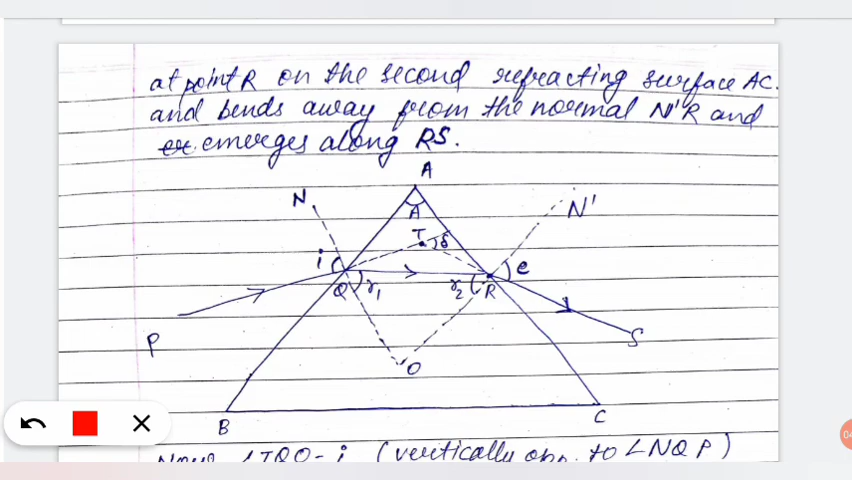 at point R on the second refracting surface AC.
and bends away from the normal N'R and
emerges along RS.
A
N
A
N'
T
δ
i
e
Q
r1
r2
R
P
S
O
B
C
Now ∠TQO = i (vertically opp. to ∠NQP)
04